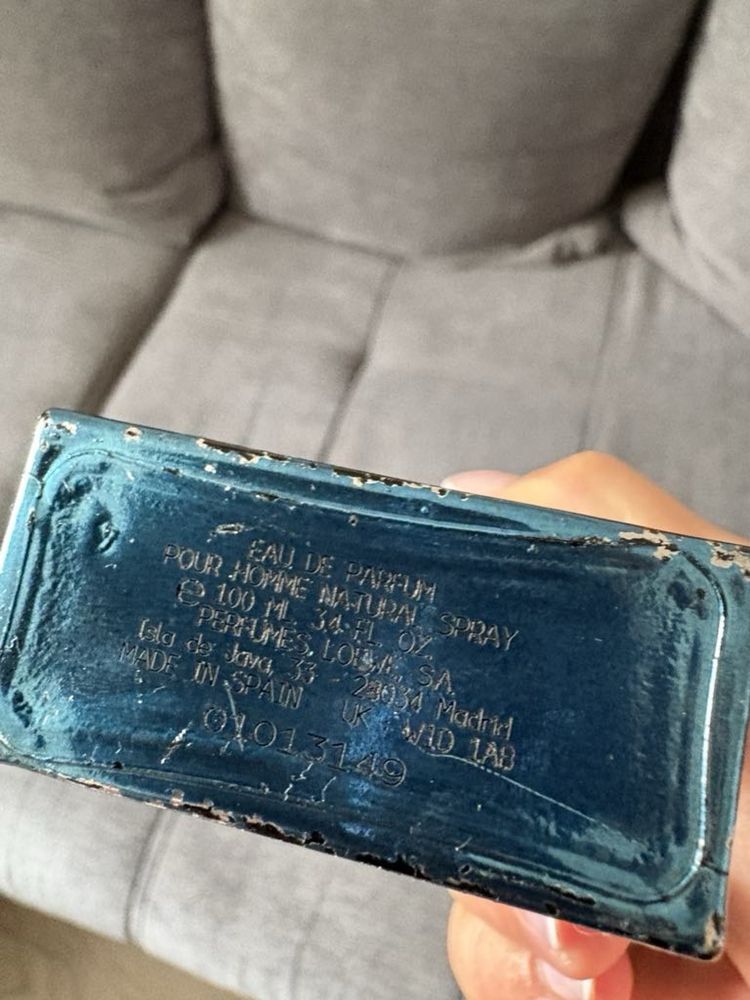 EAU DE PARFUM
POUR HOMME NATURAL SPRAY
℮ 100 ML 3.4 FL. OZ
PERFUMES LOEWE SA
Isla de Java 33 - 28034 Madrid
MADE IN SPAIN UK W1D 1AB
01013149